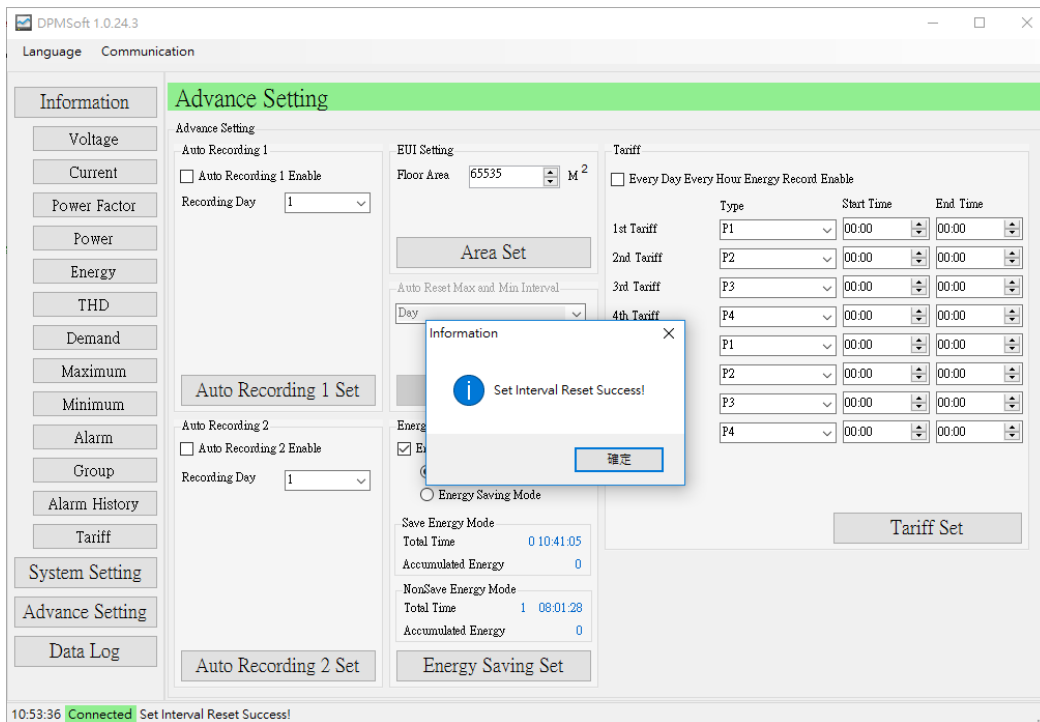 DPMSoft 1.0.24.3
Language Communication
Information
Voltage
Current
Power Factor
Power
Energy
THD
Demand
Maximum
Minimum
Alarm
Group
Alarm History
Tariff
System Setting
Advance Setting
Data Log
Advance Setting
Advance Setting
Auto Recording 1
Auto Recording 1 Enable
Recording Day 1
Auto Recording 1 Set
Auto Recording 2
Auto Recording 2 Enable
Recording Day 1
Auto Recording 2 Set
EUI Setting
Floor Area 65535 M 2
Area Set
Auto Reset Max and Min Interval
Day
Energ
Energy Saving Mode
Save Energy Mode
Total Time 0 10:41:05
Accumulated Energy 0
NonSave Energy Mode
Total Time 1 08:01:28
Accumulated Energy 0
Energy Saving Set
Information
Set Interval Reset Success!
確定
Tariff
Every Day Every Hour Energy Record Enable
Type Start Time End Time
1st Tariff P1 00:00 00:00
2nd Tariff P2 00:00 00:00
3rd Tariff P3 00:00 00:00
4th Tariff P4 00:00 00:00
P1 00:00 00:00
P2 00:00 00:00
P3 00:00 00:00
P4 00:00 00:00
Tariff Set
10:53:36 Connected Set Interval Reset Success!